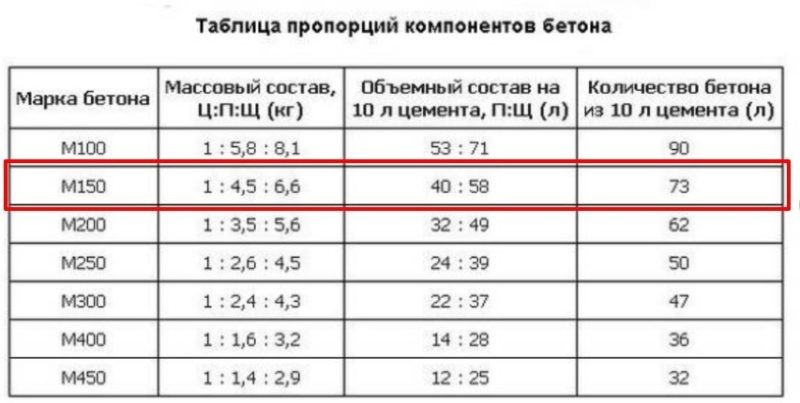 Таблица пропорций компонентов бетона
Марка бетона Массовый состав, Ц:П:Щ (кг) Объемный состав на 10 л цемента, П:Щ (л) Количество бетона из 10 л цемента (л)
М100 1 : 5,8 : 8,1 53 : 71 90
М150 1 : 4,5 : 6,6 40 : 58 73
М200 1 : 3,5 : 5,6 32 : 49 62
М250 1 : 2,6 : 4,5 24 : 39 50
М300 1 : 2,4 : 4,3 22 : 37 47
М400 1 : 1,6 : 3,2 14 : 28 36
М450 1 : 1,4 : 2,9 12 : 25 32